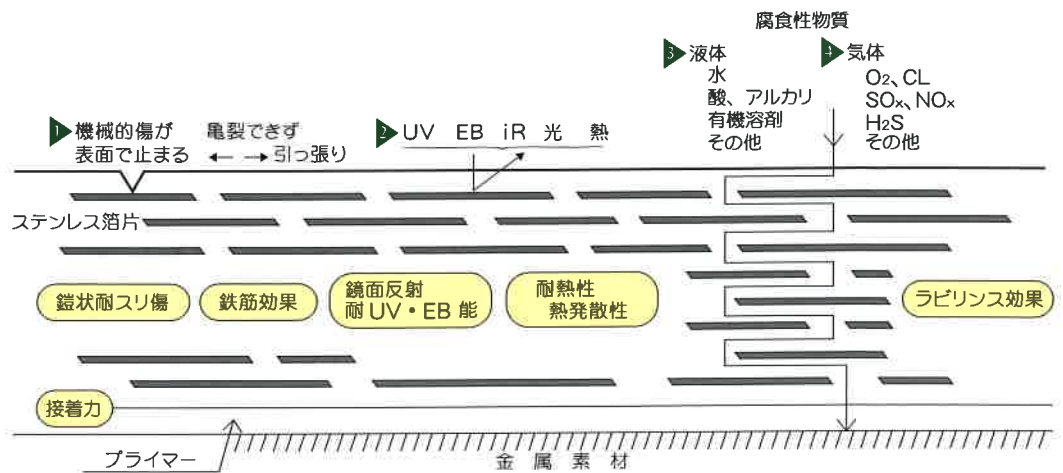 腐食性物質
3 液体
水
酸、アルカリ
有機溶剤
その他
4 気体
O₂、CL
SOx、NOx
H₂S
その他
1 機械的傷が
表面で止まる
亀裂できず
← → 引っ張り
2 UV EB iR 光 熱
ステンレス箔片
鎧状耐スリ傷
鉄筋効果
鏡面反射
耐UV・EB能
耐熱性
熱発散性
ラビリンス効果
接着力
プライマー
金属素材